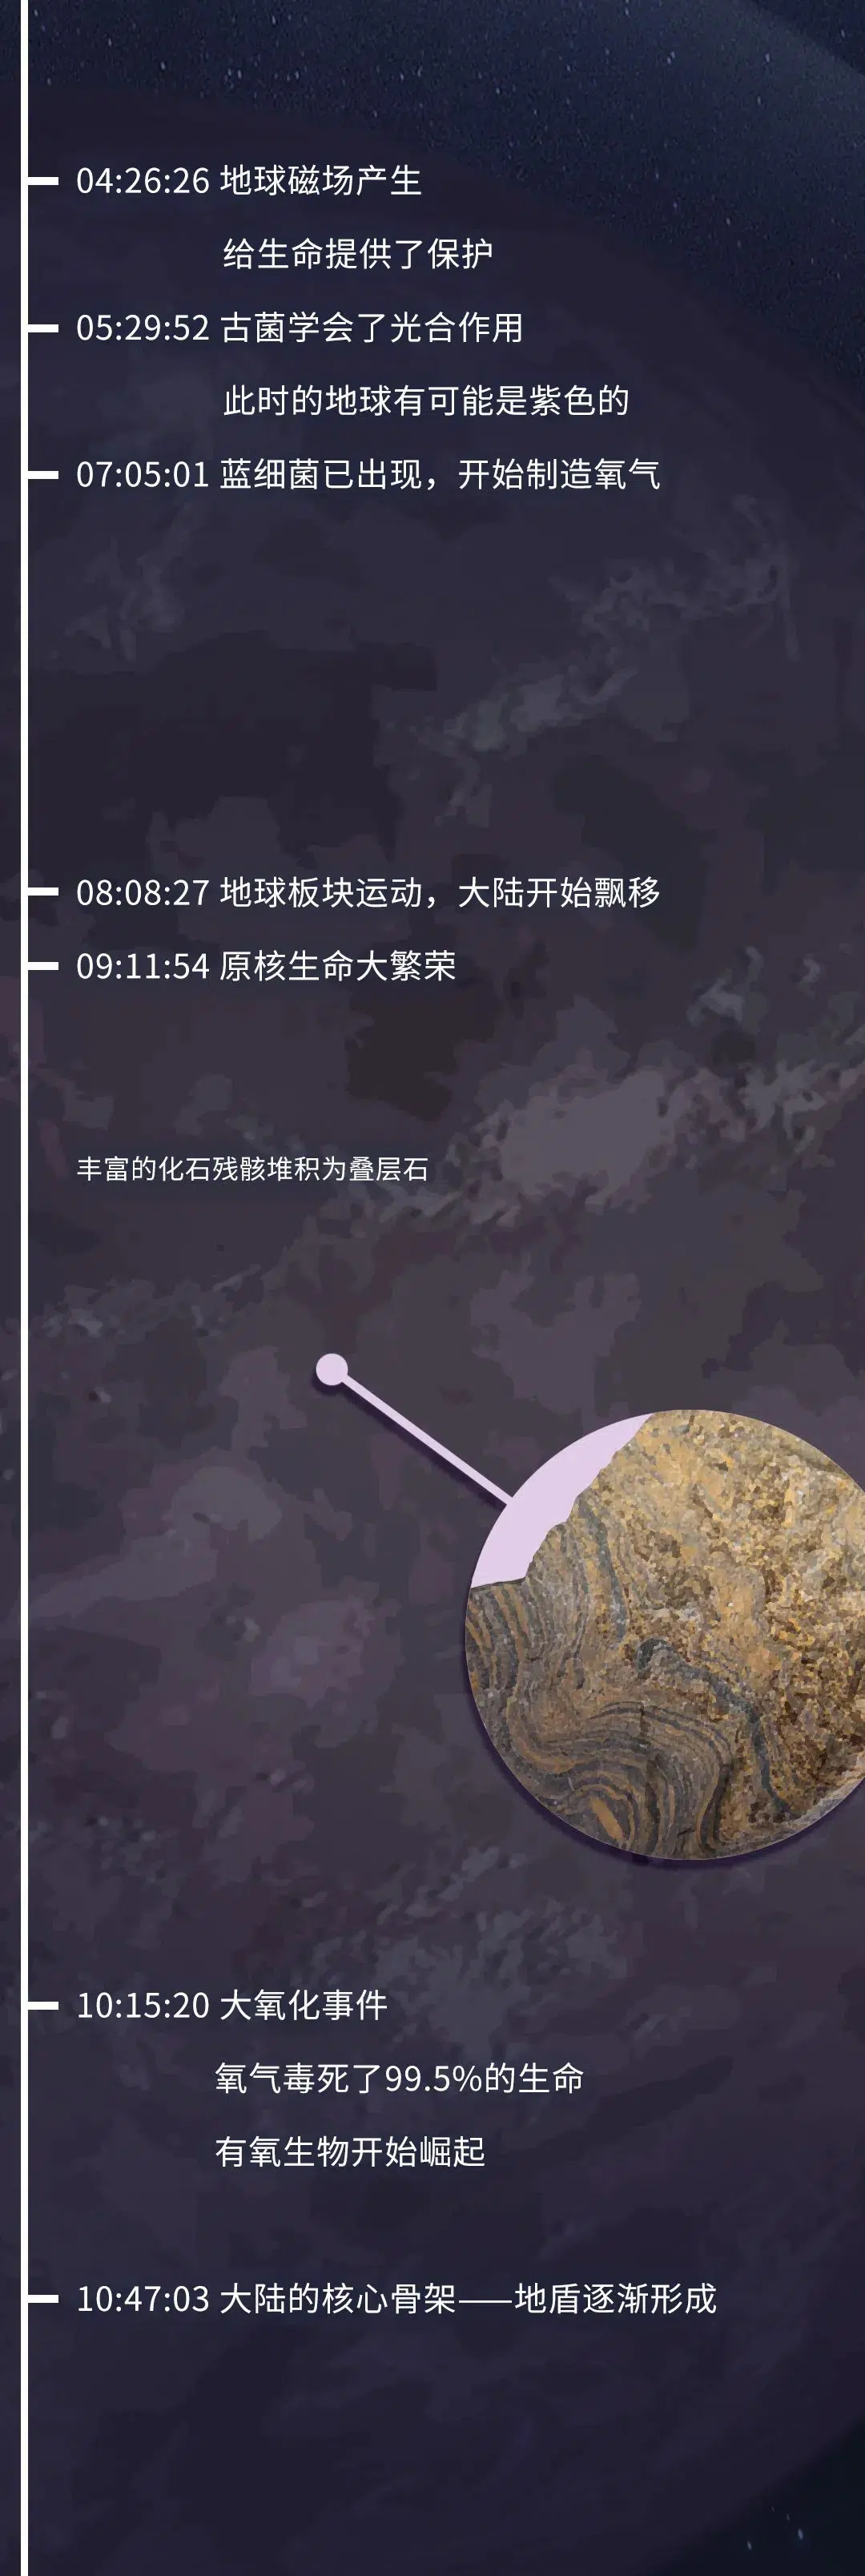 04:26:26 地球磁场产生
给生命提供了保护
05:29:52 古菌学会了光合作用
此时的地球有可能是紫色的
07:05:01 蓝细菌已出现，开始制造氧气
08:08:27 地球板块运动，大陆开始飘移
09:11:54 原核生命大繁荣
丰富的化石残骸堆积为叠层石
10:15:20 大氧化事件
氧气毒死了99.5%的生命
有氧生物开始崛起
10:47:03 大陆的核心骨架——地盾逐渐形成